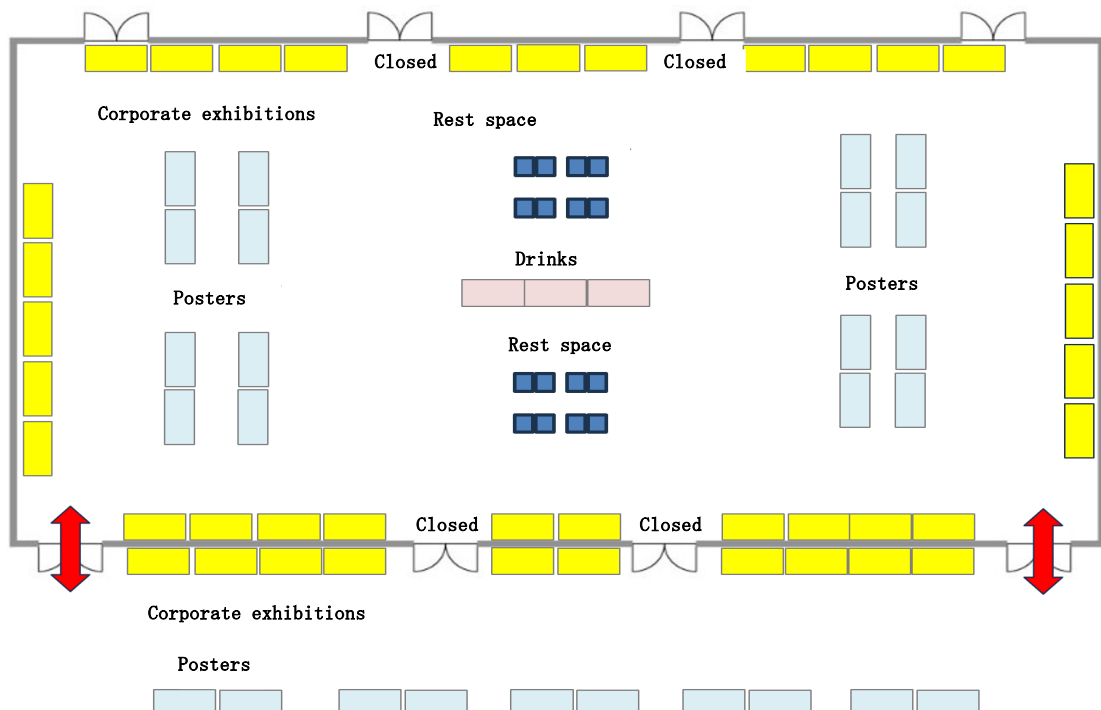 Closed
Closed
Corporate exhibitions
Rest space
Drinks
Posters
Posters
Rest space
Closed
Closed
Corporate exhibitions
Posters